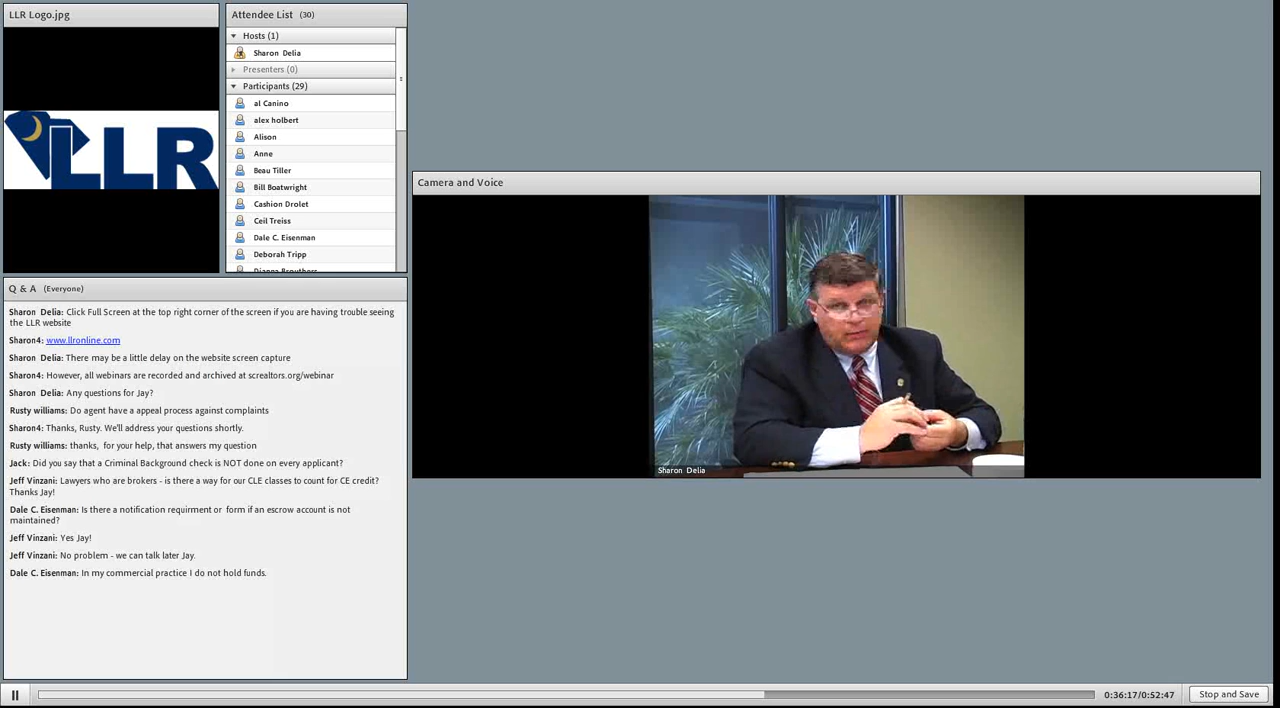 LLR Logo.jpg
LLR
Attendee List (30)
Hosts (1)
Sharon Delia
Presenters (0)
Participants (29)
al Canino
alex holbert
Alison
Anne
Beau Tiller
Bill Boatwright
Cashion Drolet
Ceil Treiss
Dale C. Eisenman
Deborah Tripp
Dianna Brouthers
Camera and Voice
Sharon Delia
Q & A (Everyone)
Sharon Delia: Click Full Screen at the top right corner of the screen if you are having trouble seeing
the LLR website
Sharon4: www.llronline.com
Sharon Delia: There may be a little delay on the website screen capture
Sharon4: However, all webinars are recorded and archived at screaltors.org/webinar
Sharon Delia: Any questions for Jay?
Rusty williams: Do agent have a appeal process against complaints
Sharon4: Thanks, Rusty. We'll address your questions shortly.
Rusty williams: thanks, for your help, that answers my question
Jack: Did you say that a Criminal Background check is NOT done on every applicant?
Jeff Vinzani: Lawyers who are brokers - is there a way for our CLE classes to count for CE credit?
Thanks Jay!
Dale C. Eisenman: Is there a notification requirment or form if an escrow account is not
maintained?
Jeff Vinzani: Yes Jay!
Jeff Vinzani: No problem - we can talk later Jay.
Dale C. Eisenman: In my commercial practice I do not hold funds.
0:36:17/0:52:47
Stop and Save